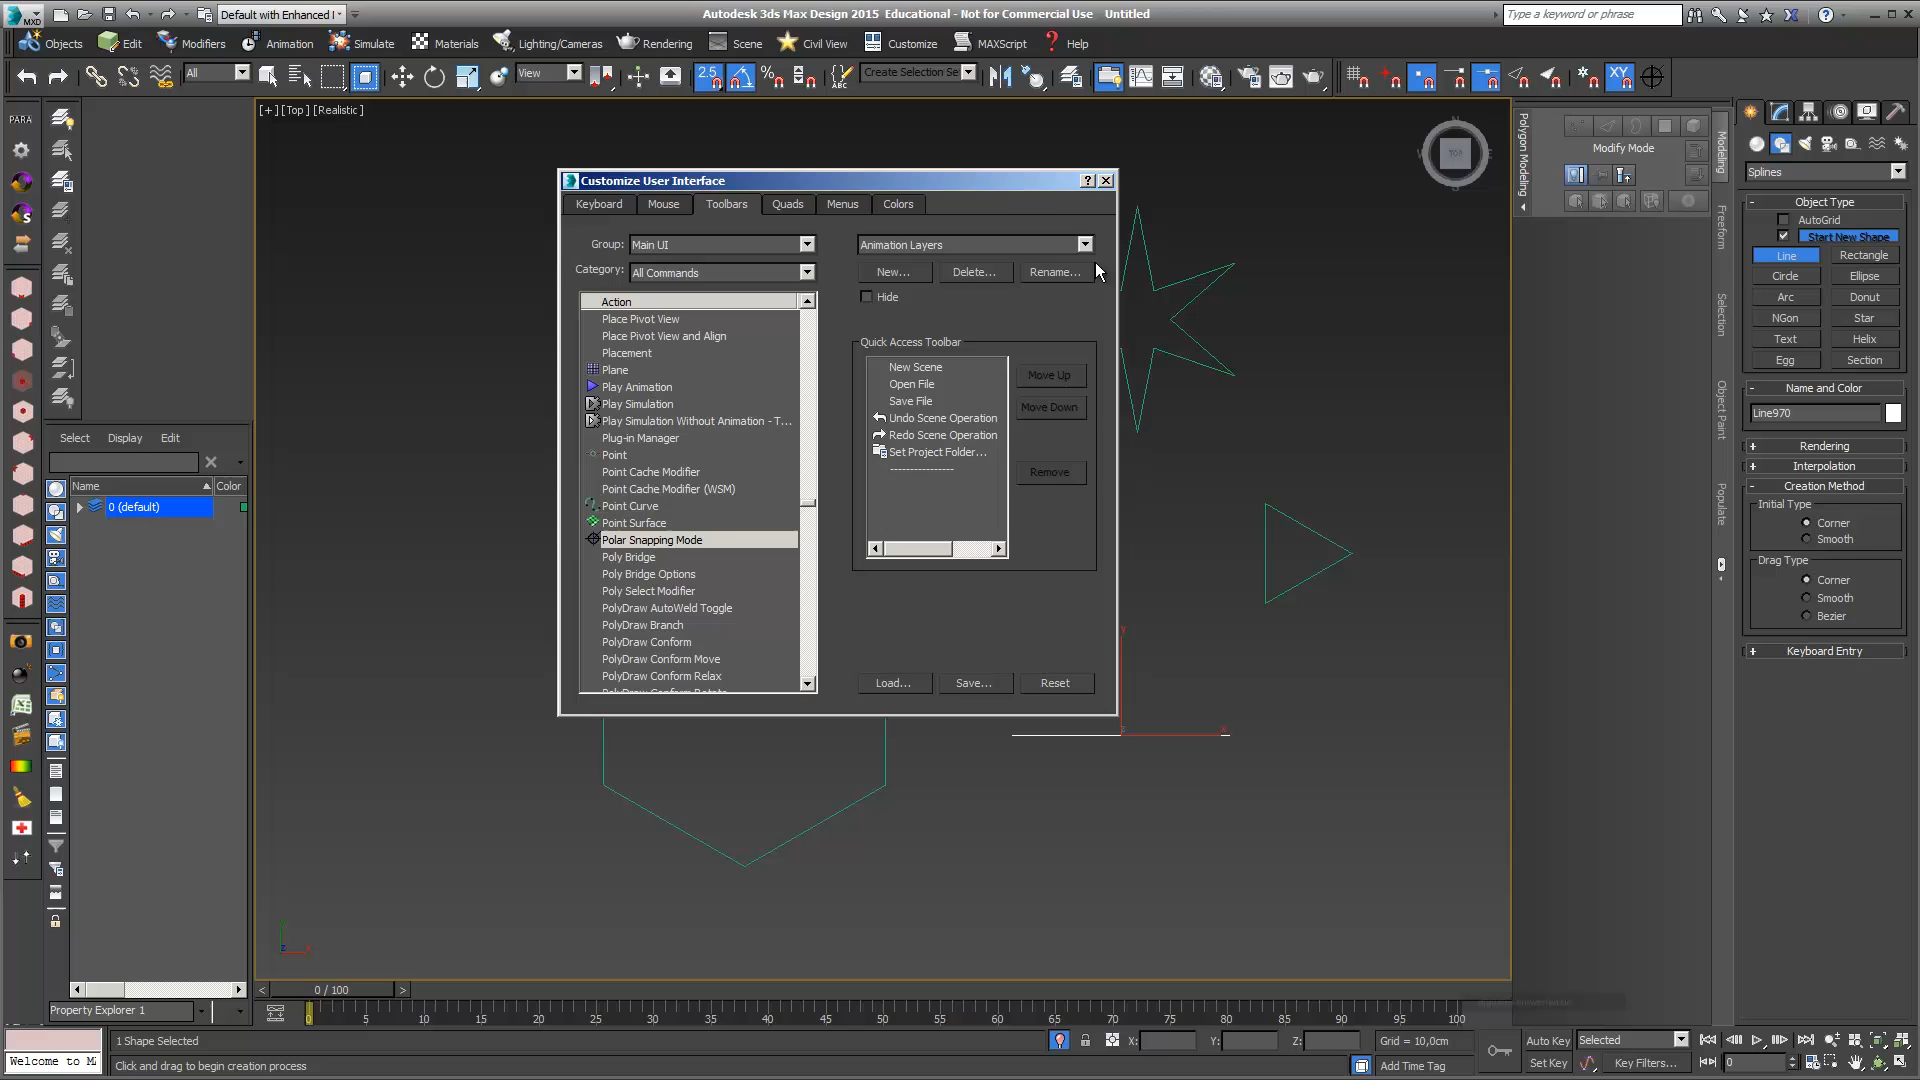 MXD
Default with Enhanced
Autodesk 3ds Max Design 2015 Educational - Not for Commercial Use Untitled
Type a keyword or phrase
Objects Edit Modifiers Animation Simulate Materials Lighting/Cameras Rendering Scene Civil View Customize MAXScript Help
All
View
2.5
Create Selection Se
ABC
XY
PARA
[+] [Top] [Realistic]
TOP
Select Display Edit
Name Color
0 (default)
Property Explorer 1
Customize User Interface
Keyboard Mouse Toolbars Quads Menus Colors
Group: Main UI
Category: All Commands
Action
Place Pivot View
Place Pivot View and Align
Placement
Plane
Play Animation
Play Simulation
Play Simulation Without Animation - T...
Plug-in Manager
Point
Point Cache Modifier
Point Cache Modifier (WSM)
Point Curve
Point Surface
Polar Snapping Mode
Poly Bridge
Poly Bridge Options
Poly Select Modifier
PolyDraw AutoWeld Toggle
PolyDraw Branch
PolyDraw Conform
PolyDraw Conform Move
PolyDraw Conform Relax
PolyDraw Conform Rotate
Animation Layers
New... Delete... Rename...
Hide
Quick Access Toolbar
New Scene
Open File
Save File
Undo Scene Operation
Redo Scene Operation
Set Project Folder...
----------------
Move Up
Move Down
Remove
Load... Save... Reset
Polygon Modeling
Modify Mode
Modeling
Freeform
Selection
Object Paint
Populate
Splines
- Object Type
AutoGrid
Start New Shape
Line Rectangle
Circle Ellipse
Arc Donut
NGon Star
Text Helix
Egg Section
- Name and Color
Line970
+ Rendering
+ Interpolation
- Creation Method
Initial Type
Corner
Smooth
Drag Type
Corner
Smooth
Bezier
+ Keyboard Entry
< 0 / 100 >
0 5 10 15 20 25 30 35 40 45 50 55 60 65 70 75 80 85 90 95 100
1 Shape Selected
X: Y: Z: Grid = 10,0cm
Auto Key Selected
Welcome to M
Click and drag to begin creation process
Add Time Tag
Set Key Key Filters...
0